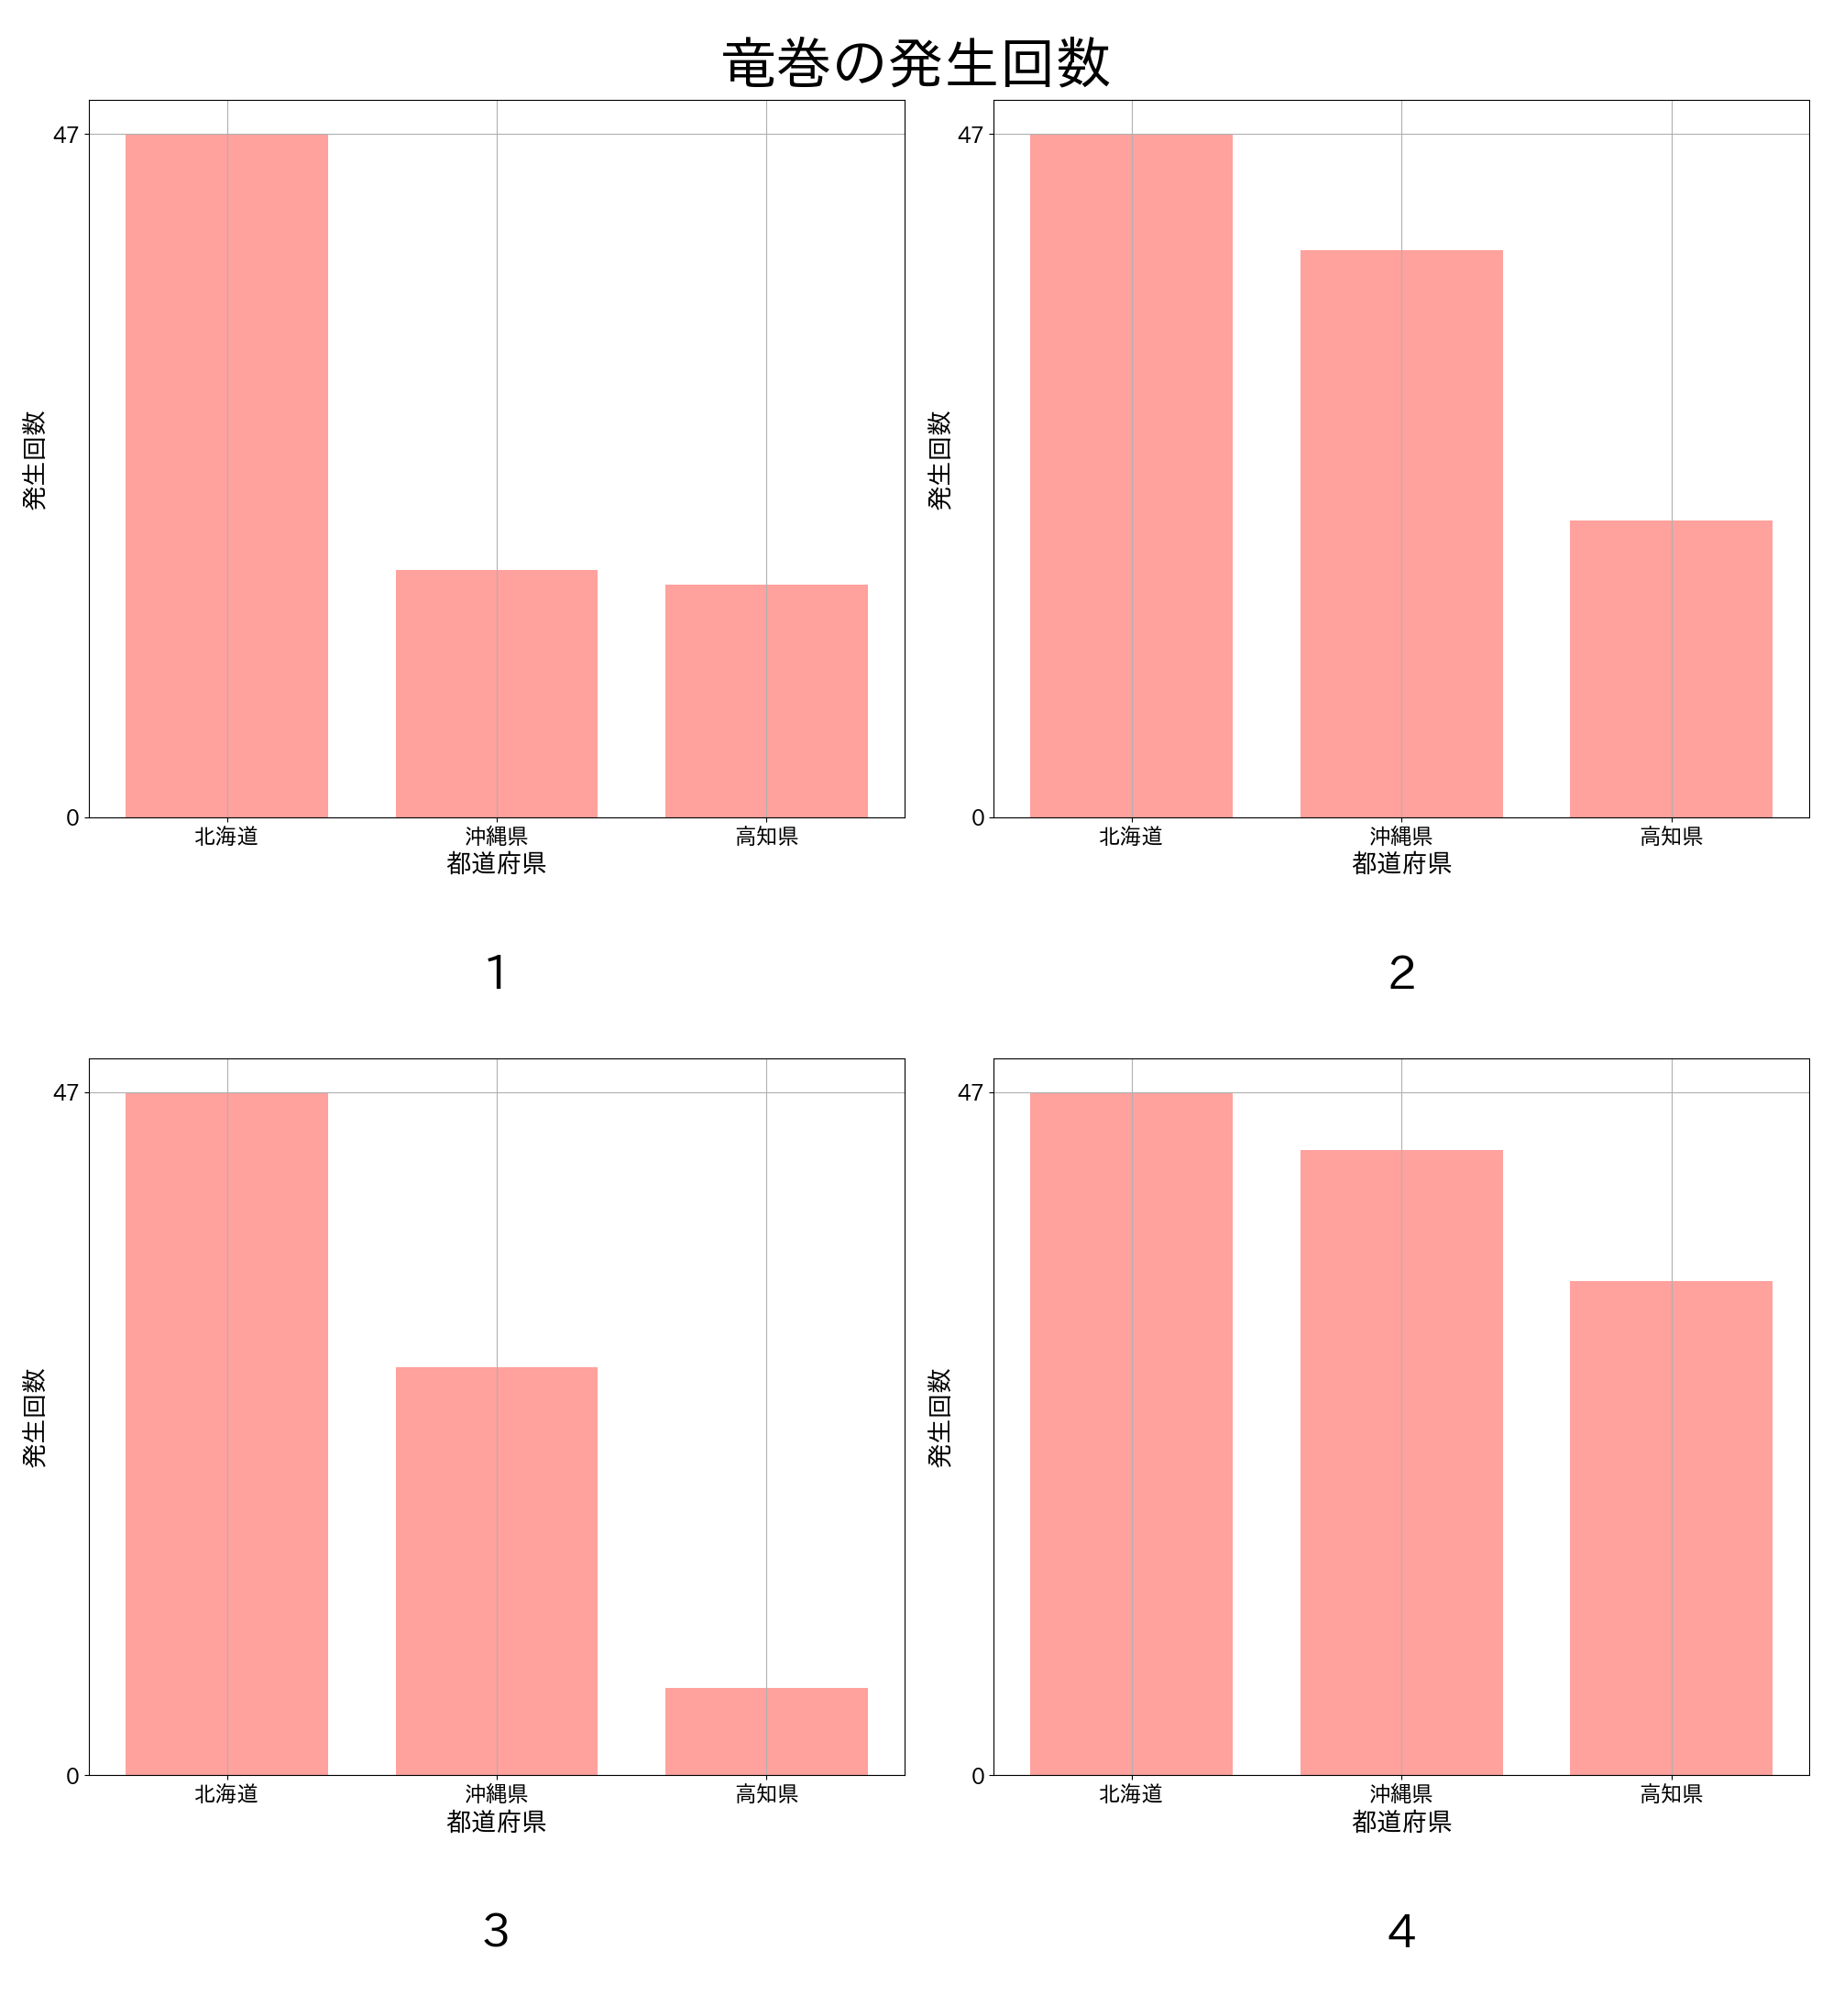 竜巻の発生回数
47
0
発生回数
北海道 沖縄県 高知県
都道府県
1
47
0
発生回数
北海道 沖縄県 高知県
都道府県
2
47
0
発生回数
北海道 沖縄県 高知県
都道府県
3
47
0
発生回数
北海道 沖縄県 高知県
都道府県
4